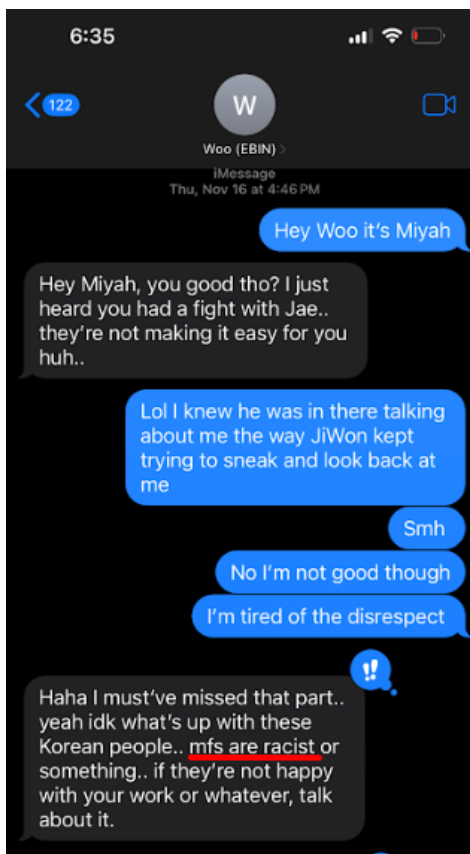 6:35
122
W
Woo (EBIN) >
iMessage
Thu, Nov 16 at 4:46 PM
Hey Woo it's Miyah
Hey Miyah, you good tho? I just
heard you had a fight with Jae..
they're not making it easy for you
huh..
Lol I knew he was in there talking
about me the way JiWon kept
trying to sneak and look back at
me
Smh
No I'm not good though
I'm tired of the disrespect
!!
Haha I must've missed that part..
yeah idk what's up with these
Korean people.. mfs are racist or
something.. if they're not happy
with your work or whatever, talk
about it.